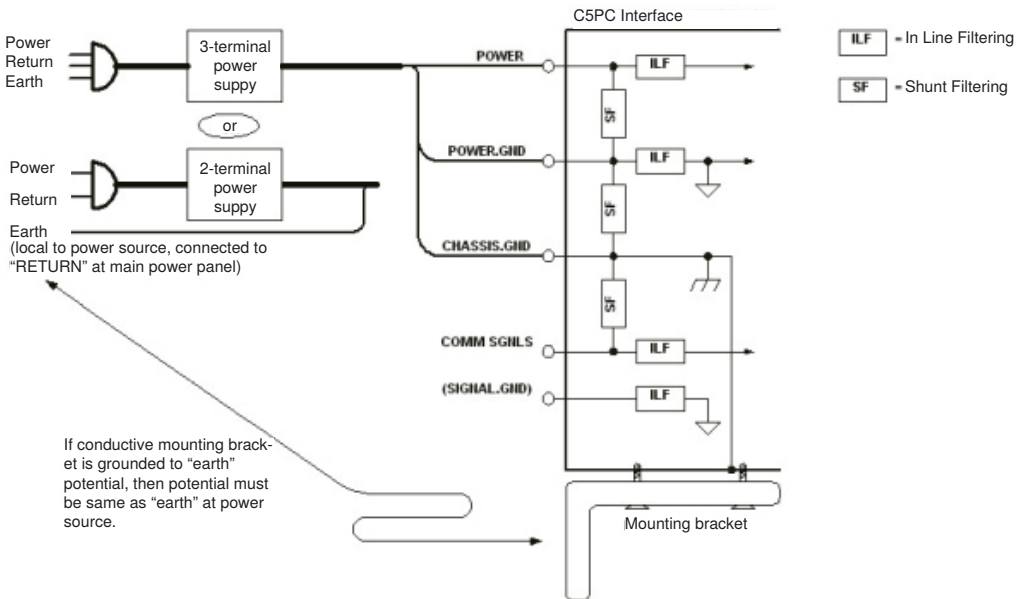 C5PC Interface
Power
Return
Earth
3-terminal
power
suppy
or
Power
Return
2-terminal
power
suppy
Earth
(local to power source, connected to
“RETURN” at main power panel)
POWER
POWER.GND
CHASSIS.GND
COMM SGNLS
(SIGNAL.GND)
ILF
SF
ILF
SF
SF
ILF
ILF
ILF
= In Line Filtering
SF
= Shunt Filtering
If conductive mounting brack-
et is grounded to “earth”
potential, then potential must
be same as “earth” at power
source.
Mounting bracket